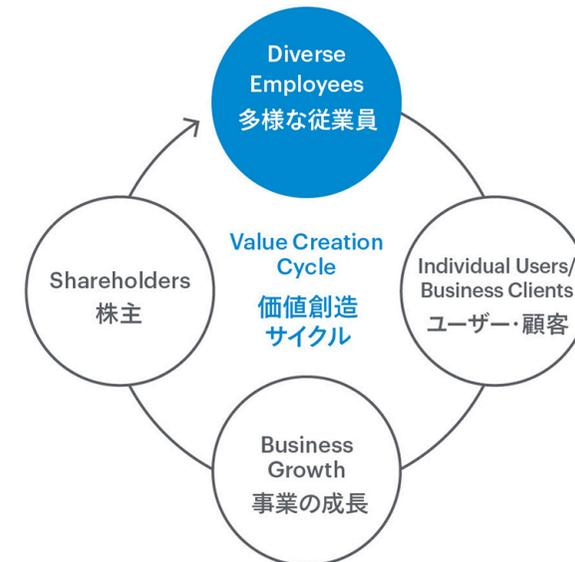 Diverse
Employees
多様な従業員
Value Creation
Cycle
価値創造
サイクル
Shareholders
株主
Individual Users/
Business Clients
ユーザー・顧客
Business
Growth
事業の成長